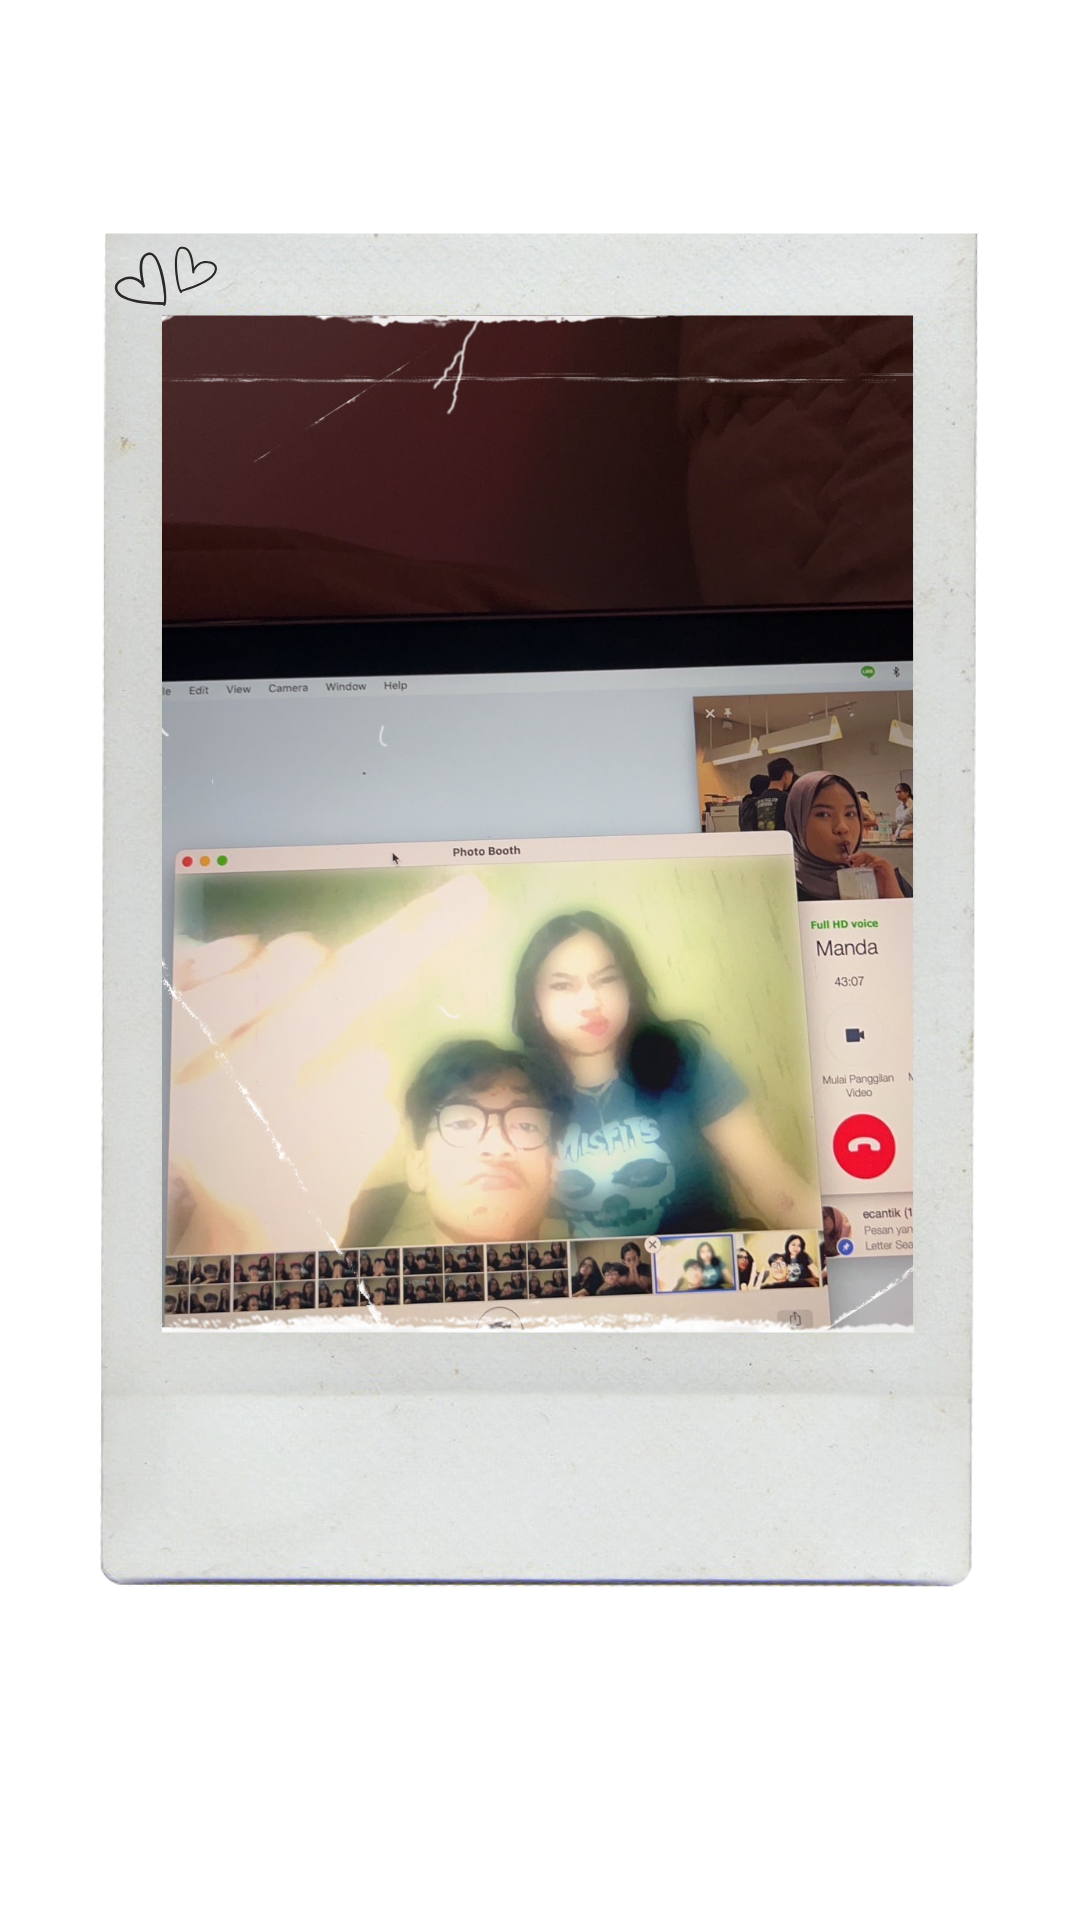 Edit View Camera Window Help
LINE
Photo Booth
Full HD voice
Manda
43:07
Mulai Panggilan
Video
MISFITS
ecantik (1
Pesan yan
Letter Sea